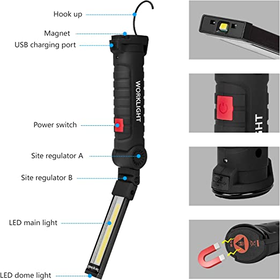 Hook up
Magnet
USB charging port
Power switch
Site regulator A
Site regulator B
LED main light
LED dome light
WORKLIGHT
WORKLIGHT